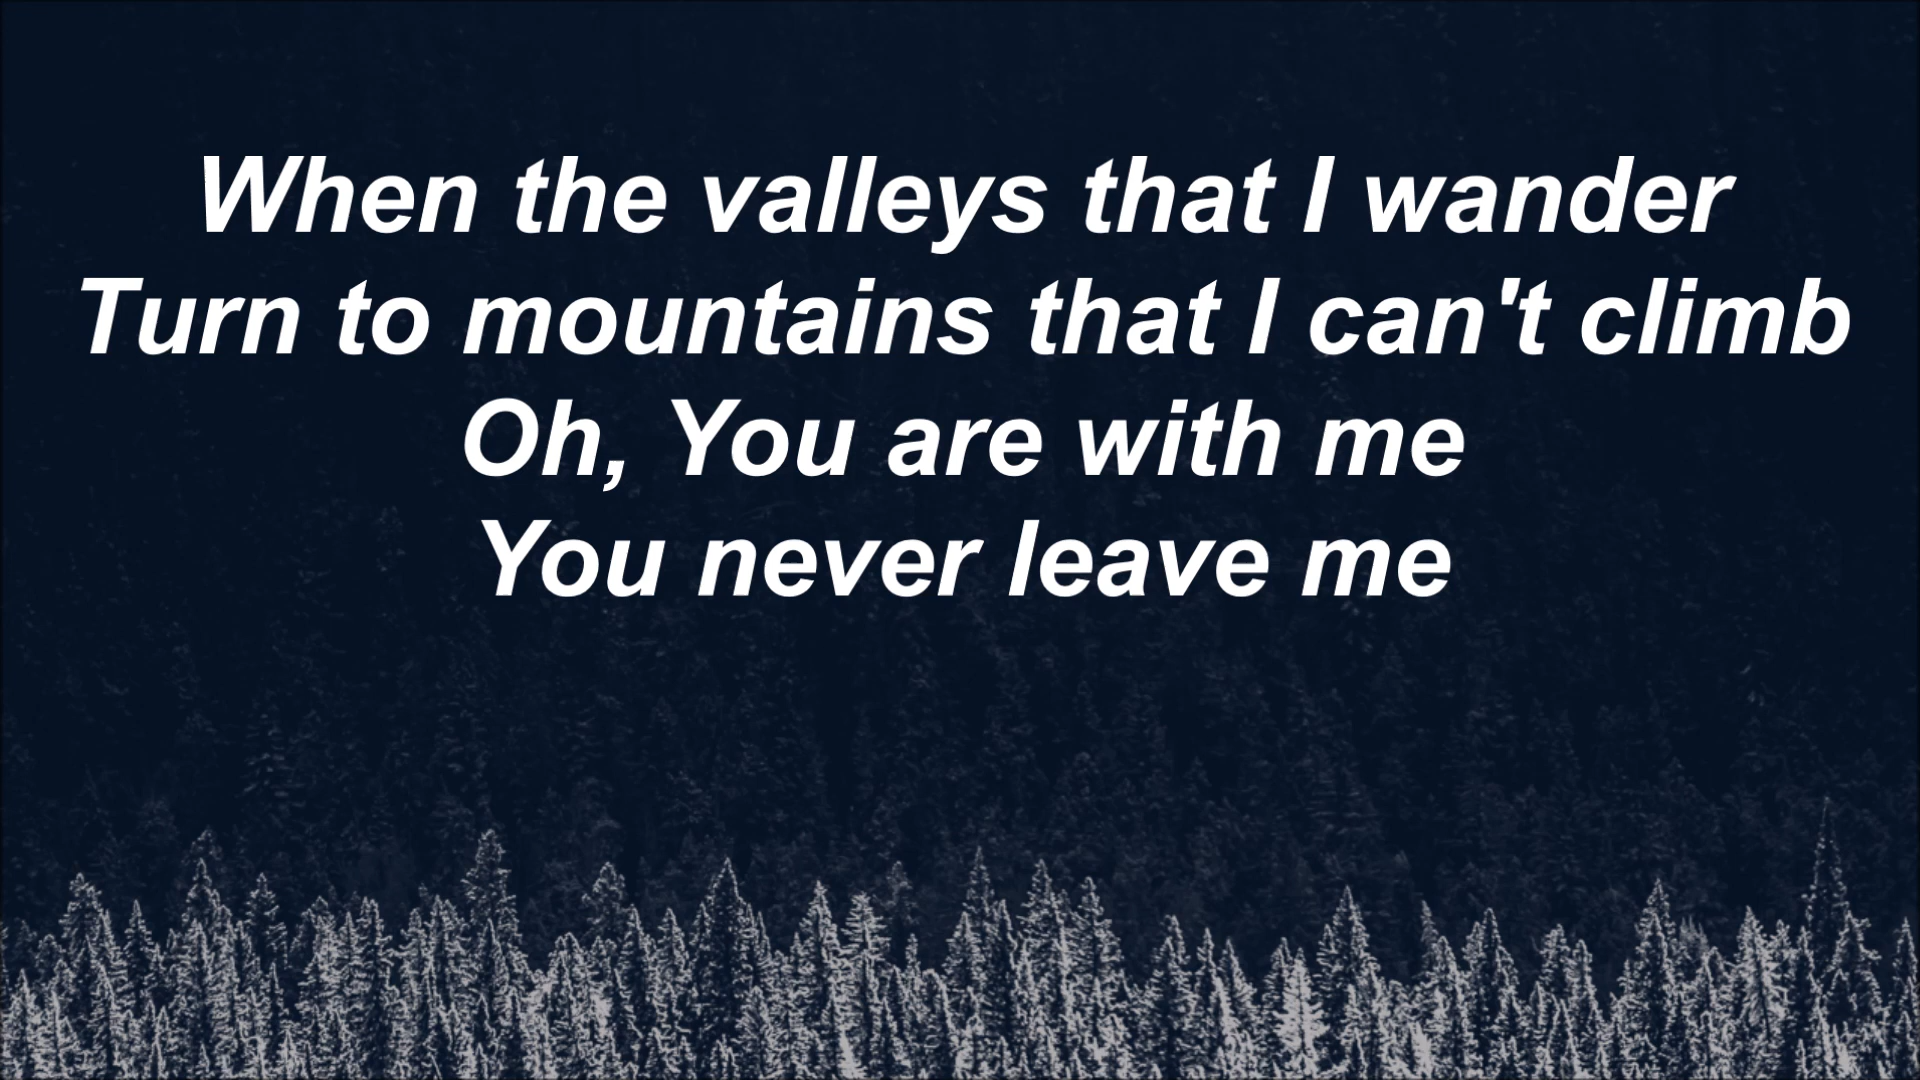 When the valleys that I wander
Turn to mountains that I can't climb
Oh, You are with me
You never leave me